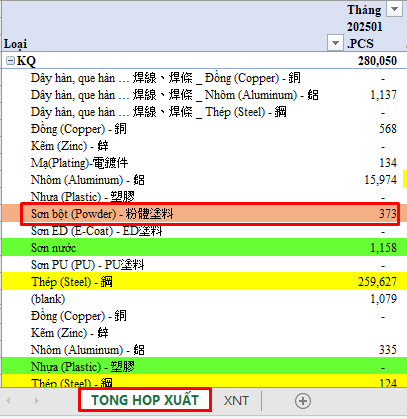 Tháng
202501
Loại .PCS
KQ 280,050
Dây hàn, que hàn ... 焊線、焊條 _ Đồng (Copper) - 銅 -
Dây hàn, que hàn ... 焊線、焊條 _ Nhôm (Aluminum) - 鋁 1,137
Dây hàn, que hàn ... 焊線、焊條 _ Thép (Steel) - 鋼 -
Đồng (Copper) - 銅 568
Kẽm (Zinc) - 鋅 -
Mạ(Plating)-電鍍件 134
Nhôm (Aluminum) - 鋁 15,974
Nhựa (Plastic) - 塑膠 -
Sơn bột (Powder) - 粉體塗料 373
Sơn ED (E-Coat) - ED塗料 -
Sơn nước 1,158
Sơn PU (PU) - PU塗料 -
Thép (Steel) - 鋼 259,627
(blank) 1,079
Đồng (Copper) - 銅 -
Kẽm (Zinc) - 鋅 -
Nhôm (Aluminum) - 鋁 335
Nhựa (Plastic) - 塑膠 -
Thép (Steel) - 鋼 124
TONG HOP XUẤT XNT